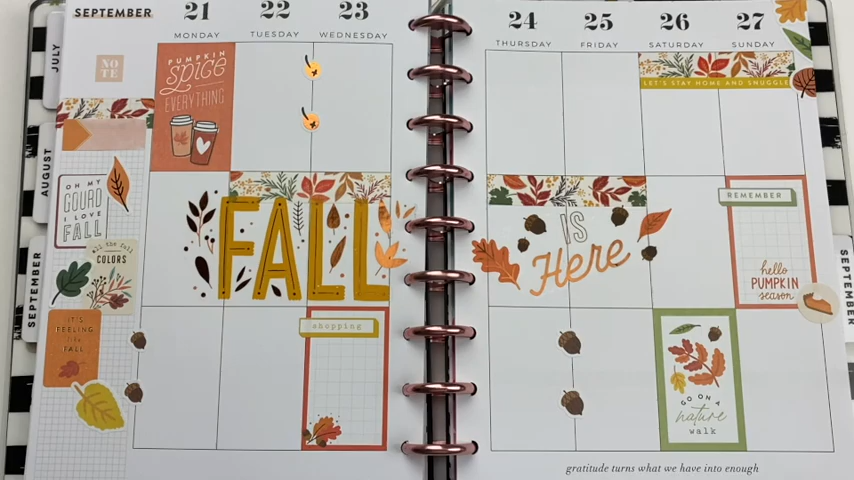 SEPTEMBER
21
MONDAY
22
TUESDAY
23
WEDNESDAY
24
THURSDAY
25
FRIDAY
26
SATURDAY
27
SUNDAY
JULY
AUGUST
SEPTEMBER
NO
TE
PUMPKIN
spice
EVERYTHING
OH MY
GOURD
I LOVE
FALL
all the fall
COLORS
IT'S
FEELING
like
FALL
FALL
shopping
LET'S STAY HOME AND SNUGGLE
IS
Here
REMEMBER
hello
PUMPKIN
season
GO ON A
nature
walk
gratitude turns what we have into enough
SEPTEMBER